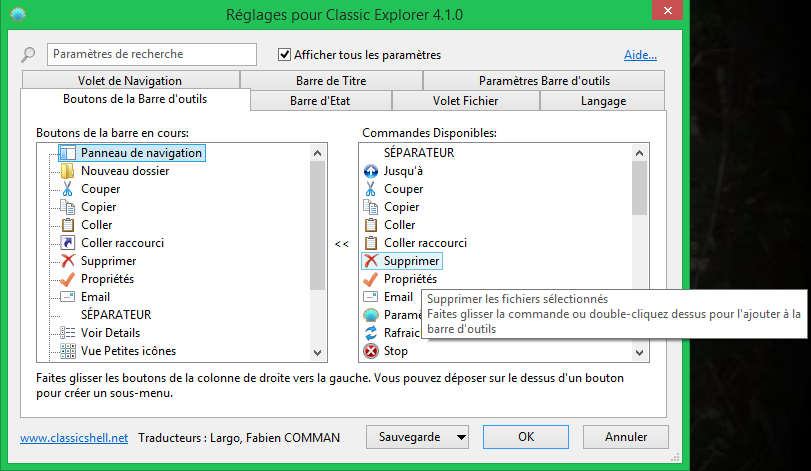 Réglages pour Classic Explorer 4.1.0
Paramètres de recherche
Afficher tous les paramètres
Aide...
Volet de Navigation
Barre de Titre
Paramètres Barre d'outils
Boutons de la Barre d'outils
Barre d'Etat
Volet Fichier
Langage
Boutons de la barre en cours:
Panneau de navigation
Nouveau dossier
Couper
Copier
Coller
Coller raccourci
Supprimer
Propriétés
Email
SÉPARATEUR
Voir Details
Vue Petites icônes
<<
Commandes Disponibles:
SÉPARATEUR
Jusqu'à
Couper
Copier
Coller
Coller raccourci
Supprimer
Propriétés
Email
Stop
Supprimer les fichiers sélectionnés
Faites glisser la commande ou double-cliquez dessus pour l'ajouter à la
barre d'outils
Faites glisser les boutons de la colonne de droite vers la gauche. Vous pouvez déposer sur le dessus d'un bouton
pour créer un sous-menu.
www.classicshell.net
Traducteurs : Largo, Fabien COMMAN
Sauvegarde
OK
Annuler